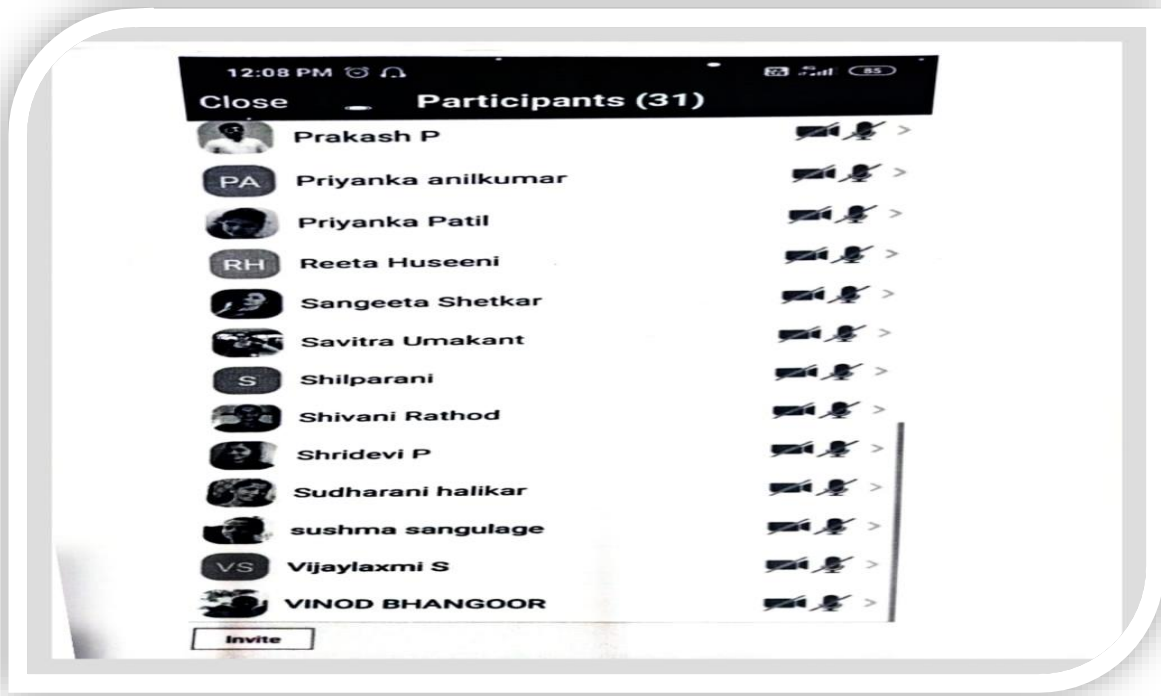 12:08 PM 4G 85
Close Participants (31)
Prakash P
PA Priyanka anilkumar
Priyanka Patil
RH Reeta Huseeni
Sangeeta Shetkar
Savitra Umakant
S Shilparani
Shivani Rathod
Shridevi P
Sudharani halikar
sushma sangulage
VS Vijaylaxmi S
VINOD BHANGOOR
Invite